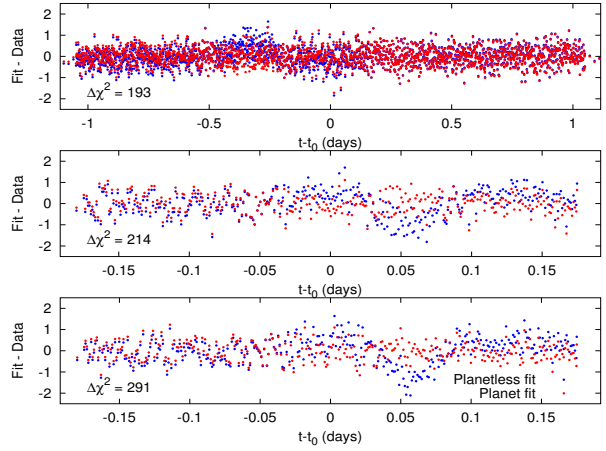 2
1
0
-1
-2
Fit - Data
Δχ² = 193
-1 -0.5 0 0.5 1
t-t₀ (days)
2
1
0
-1
-2
Fit - Data
Δχ² = 214
-0.15 -0.1 -0.05 0 0.05 0.1 0.15
t-t₀ (days)
2
1
0
-1
-2
Fit - Data
Δχ² = 291
Planetless fit
Planet fit
-0.15 -0.1 -0.05 0 0.05 0.1 0.15
t-t₀ (days)